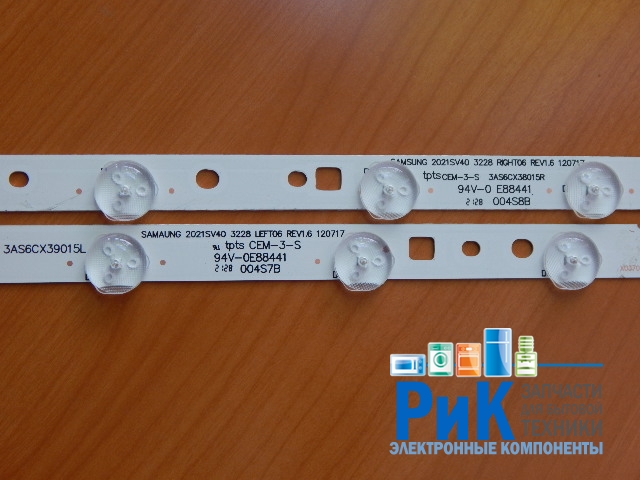 SAMSUNG 2021SV40 3228 RIGHT06 REV1.6 120717
tpts CEM-3-S 3AS6CX38015R
94V-0 E88441
2128 004S8B
3AS6CX39015L
SAMAUNG 2021SV40 3228 LEFT06 REV1.6 120717
tpts CEM-3-S
94V-0E88441
2128 004S7B
РиК
ЗАПЧАСТИ
ДЛЯ БЫТОВОЙ
ТЕХНИКИ
ЭЛЕКТРОННЫЕ КОМПОНЕНТЫ